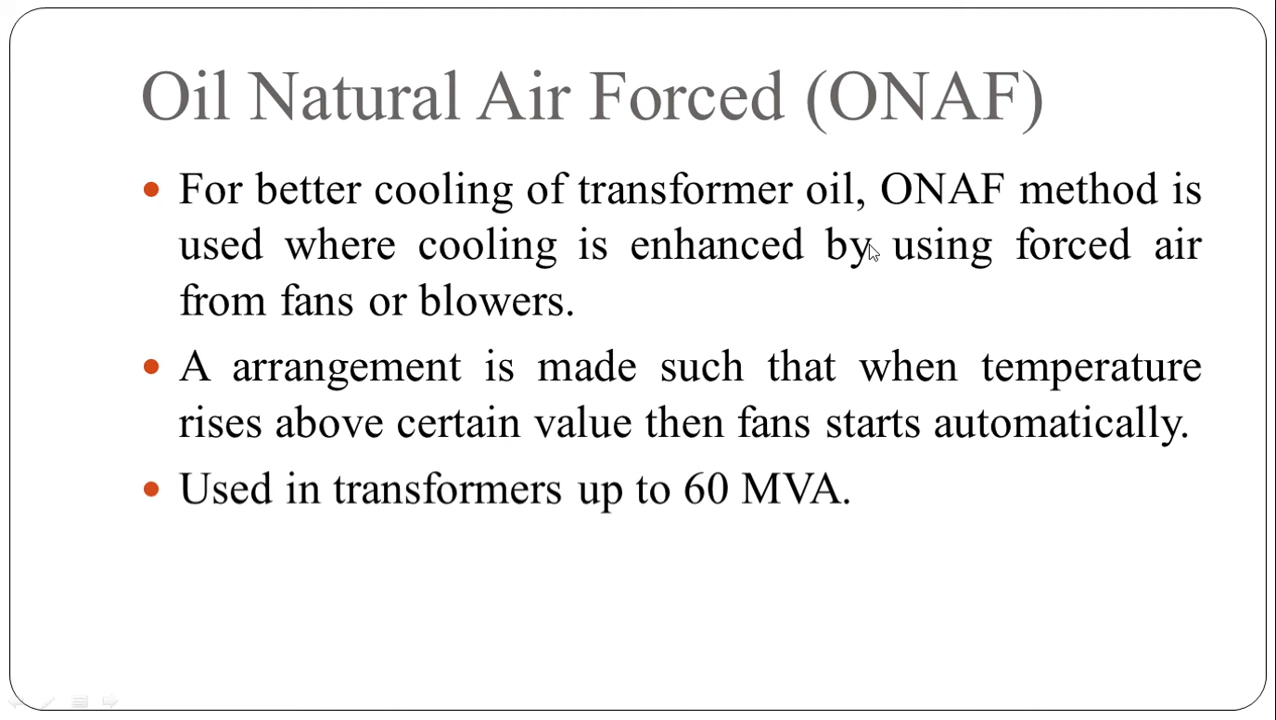 Oil Natural Air Forced (ONAF)
For better cooling of transformer oil, ONAF method is
used where cooling is enhanced by using forced air
from fans or blowers.
A arrangement is made such that when temperature
rises above certain value then fans starts automatically.
Used in transformers up to 60 MVA.